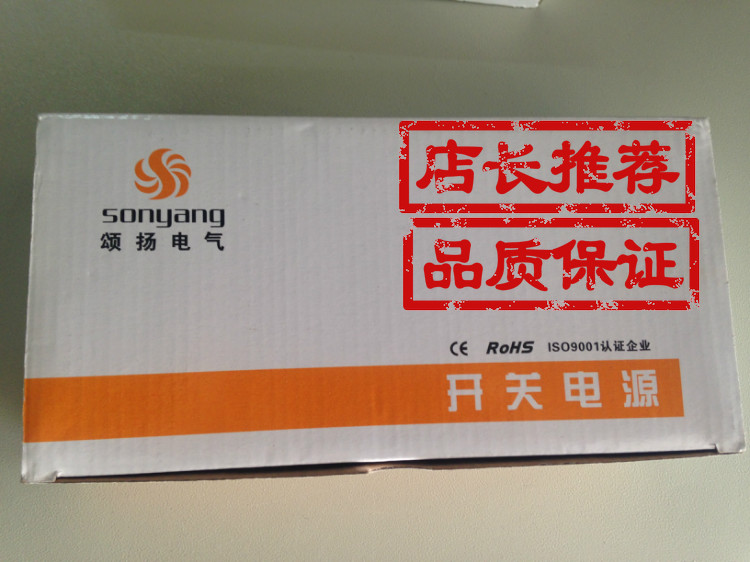 店长推荐
品质保证
sonyang
颂扬电气
CE RoHS ISO9001认证企业
开关电源